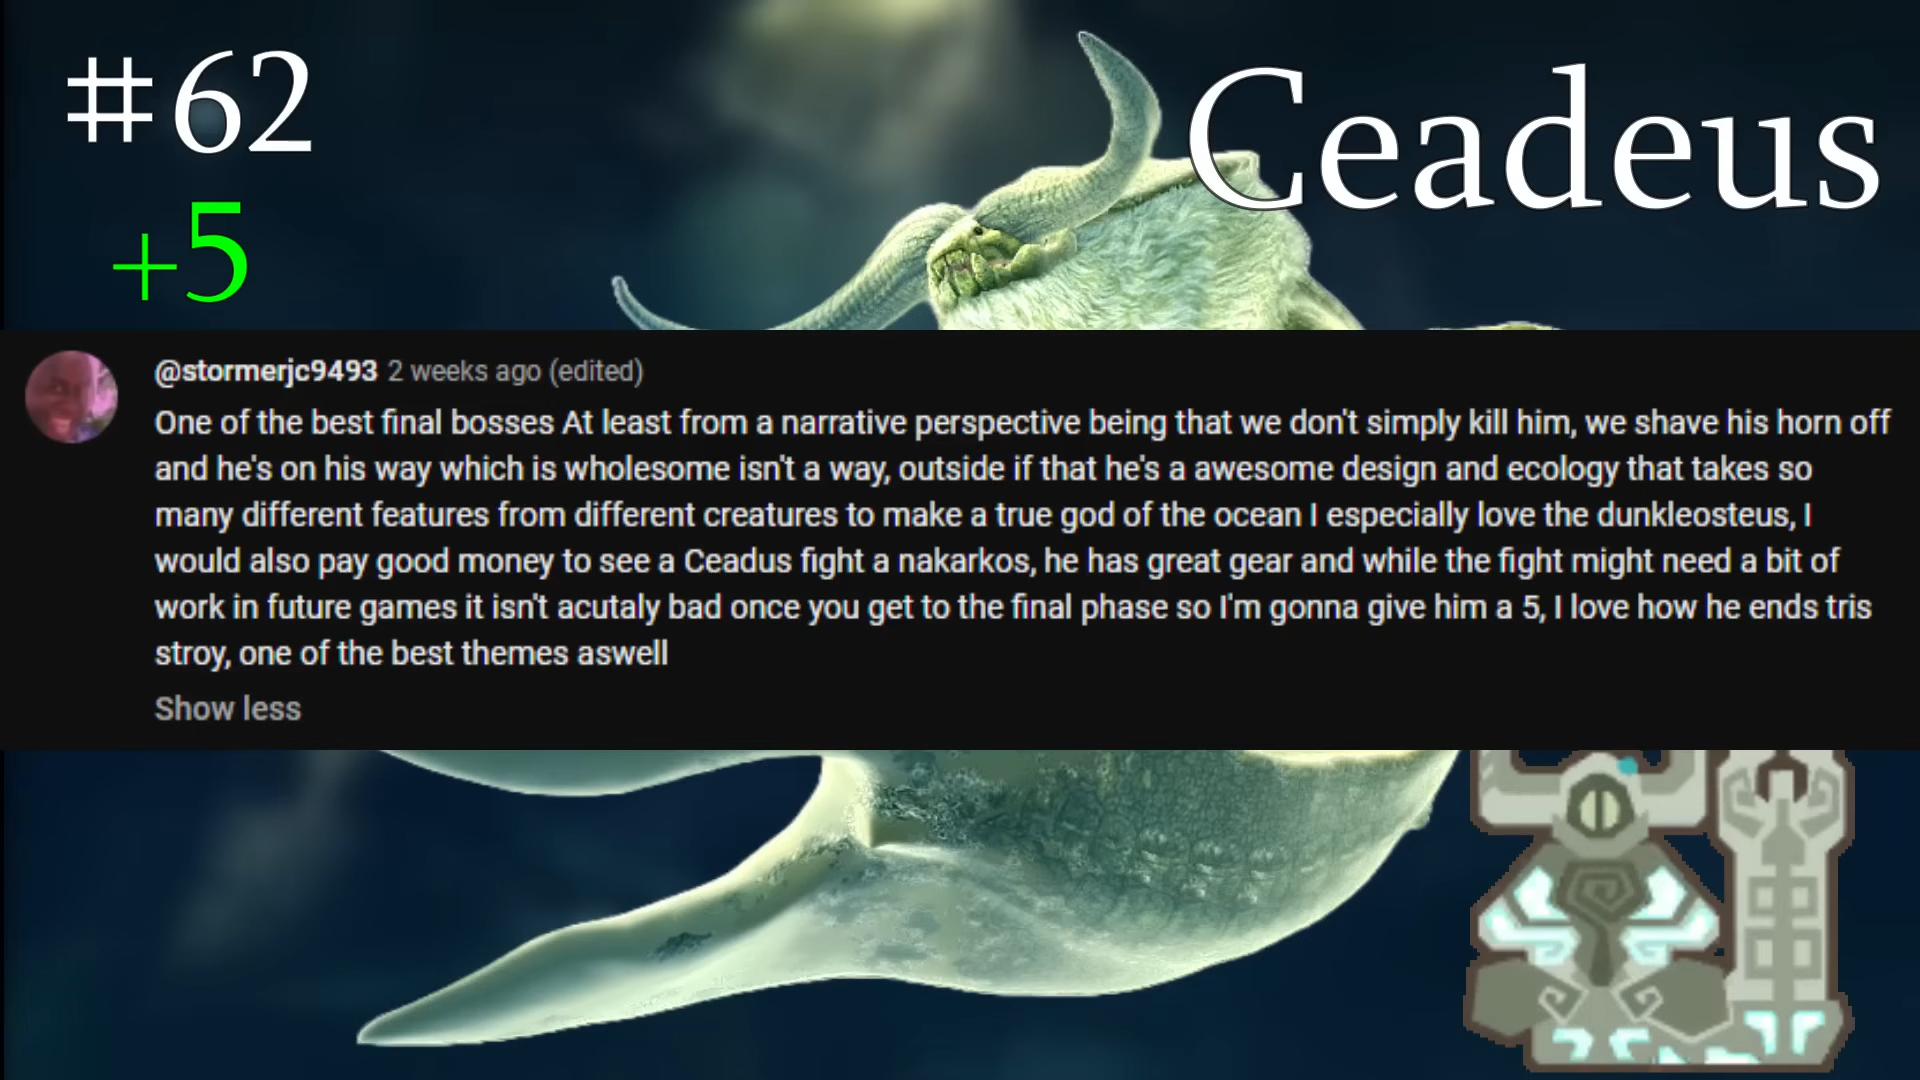 #62
Ceadeus
+5
@stormerjc9493 2 weeks ago (edited)
One of the best final bosses At least from a narrative perspective being that we don't simply kill him, we shave his horn off
and he's on his way which is wholesome isn't a way, outside if that he's a awesome design and ecology that takes so
many different features from different creatures to make a true god of the ocean I especially love the dunkleosteus, I
would also pay good money to see a Ceadus fight a nakarkos, he has great gear and while the fight might need a bit of
work in future games it isn't acutaly bad once you get to the final phase so I'm gonna give him a 5, I love how he ends tris
stroy, one of the best themes aswell
Show less